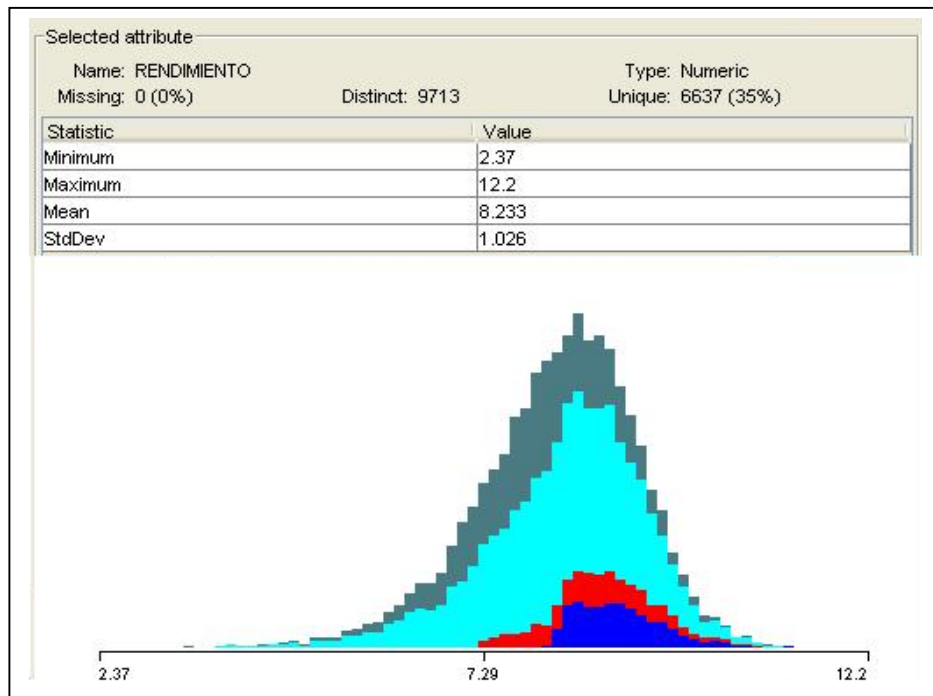 Selected attribute
Name: RENDIMIENTO Type: Numeric
Missing: 0 (0%) Distinct: 9713 Unique: 6637 (35%)
Statistic Value
Minimum 2.37
Maximum 12.2
Mean 8.233
StdDev 1.026
2.37 7.29 12.2